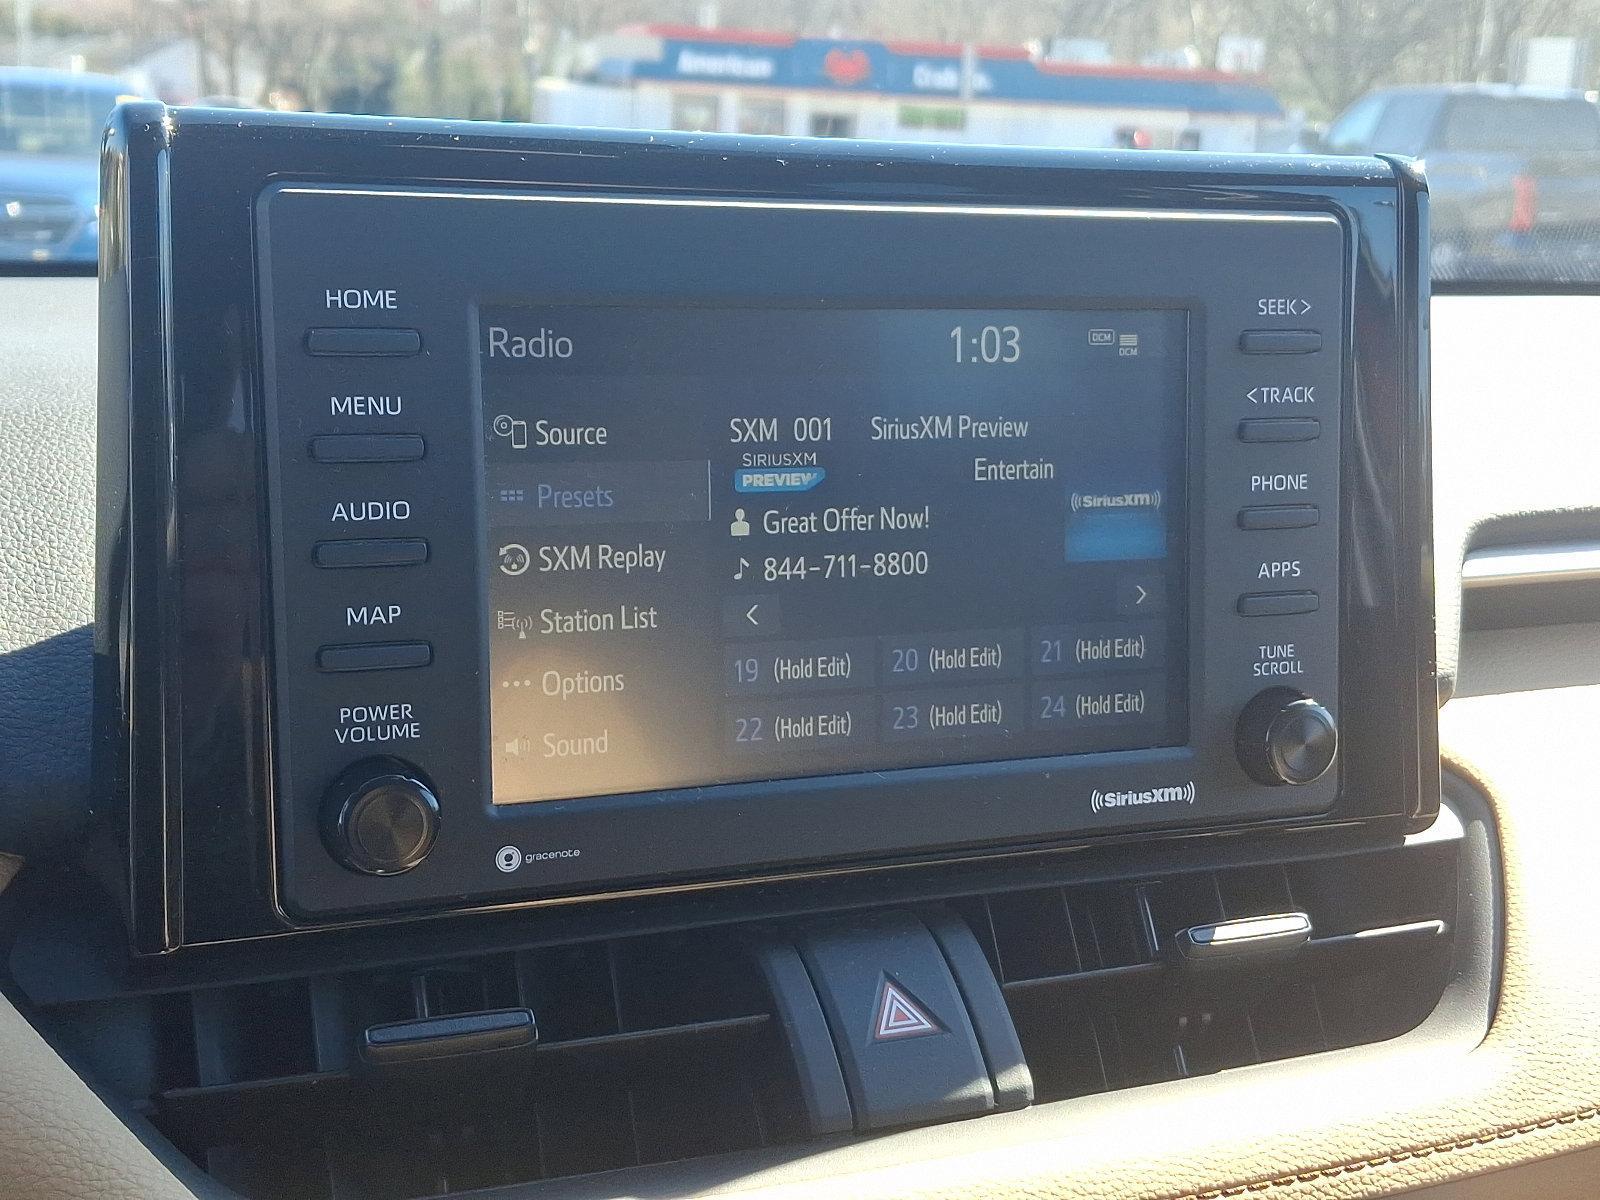 American
HOME
MENU
AUDIO
MAP
POWER
VOLUME
Radio
1:03
DCM
DCM
Source
Presets
SXM Replay
Station List
Options
Sound
SXM 001 SiriusXM Preview
SIRIUSXM
PREVIEW
Entertain
((SiriusXM))
Great Offer Now!
844-711-8800
<
>
19 (Hold Edit) 20 (Hold Edit) 21 (Hold Edit)
22 (Hold Edit) 23 (Hold Edit) 24 (Hold Edit)
SEEK >
< TRACK
PHONE
APPS
TUNE
SCROLL
gracenote
((SiriusXM))